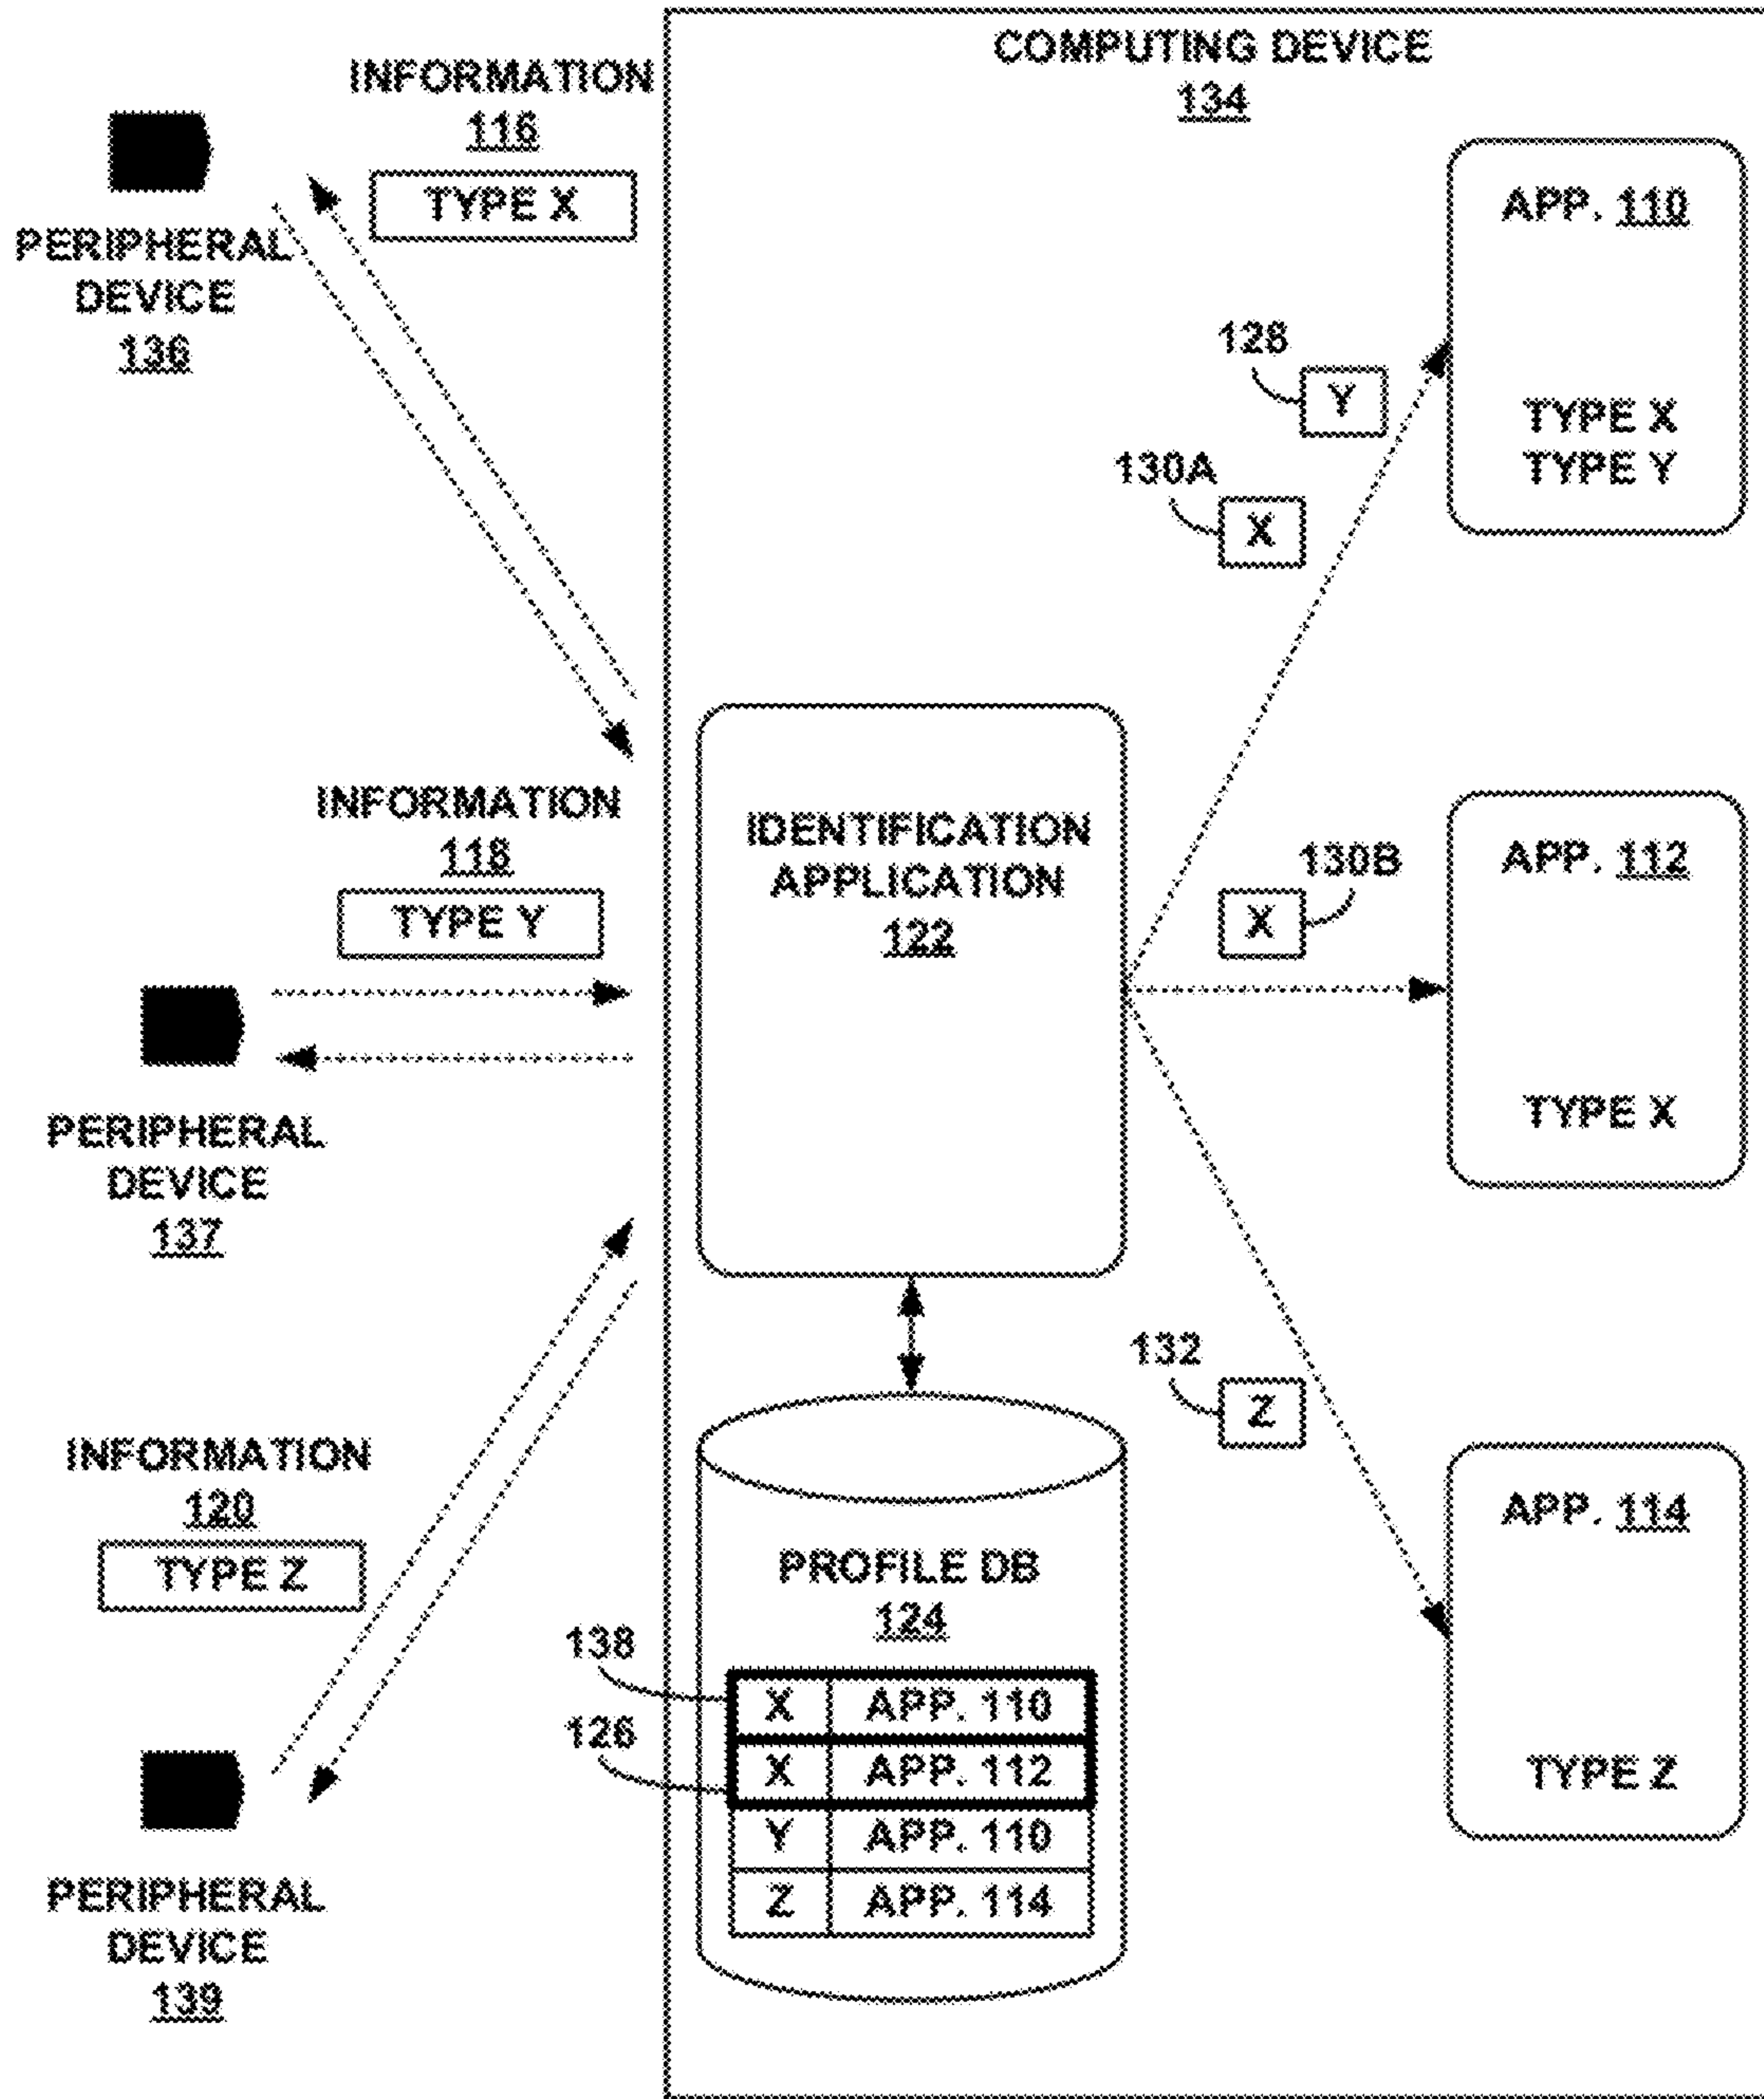 COMPUTING DEVICE
134
INFORMATION
116
TYPE X
PERIPHERAL
DEVICE
136
APP. 110
TYPE X
TYPE Y
128
Y
130A
X
INFORMATION
118
TYPE Y
PERIPHERAL
DEVICE
137
IDENTIFICATION
APPLICATION
122
130B
X
APP. 112
TYPE X
INFORMATION
120
TYPE Z
PERIPHERAL
DEVICE
139
132
Z
APP. 114
TYPE Z
PROFILE DB
124
138
126
X APP. 110
X APP. 112
Y APP. 110
Z APP. 114